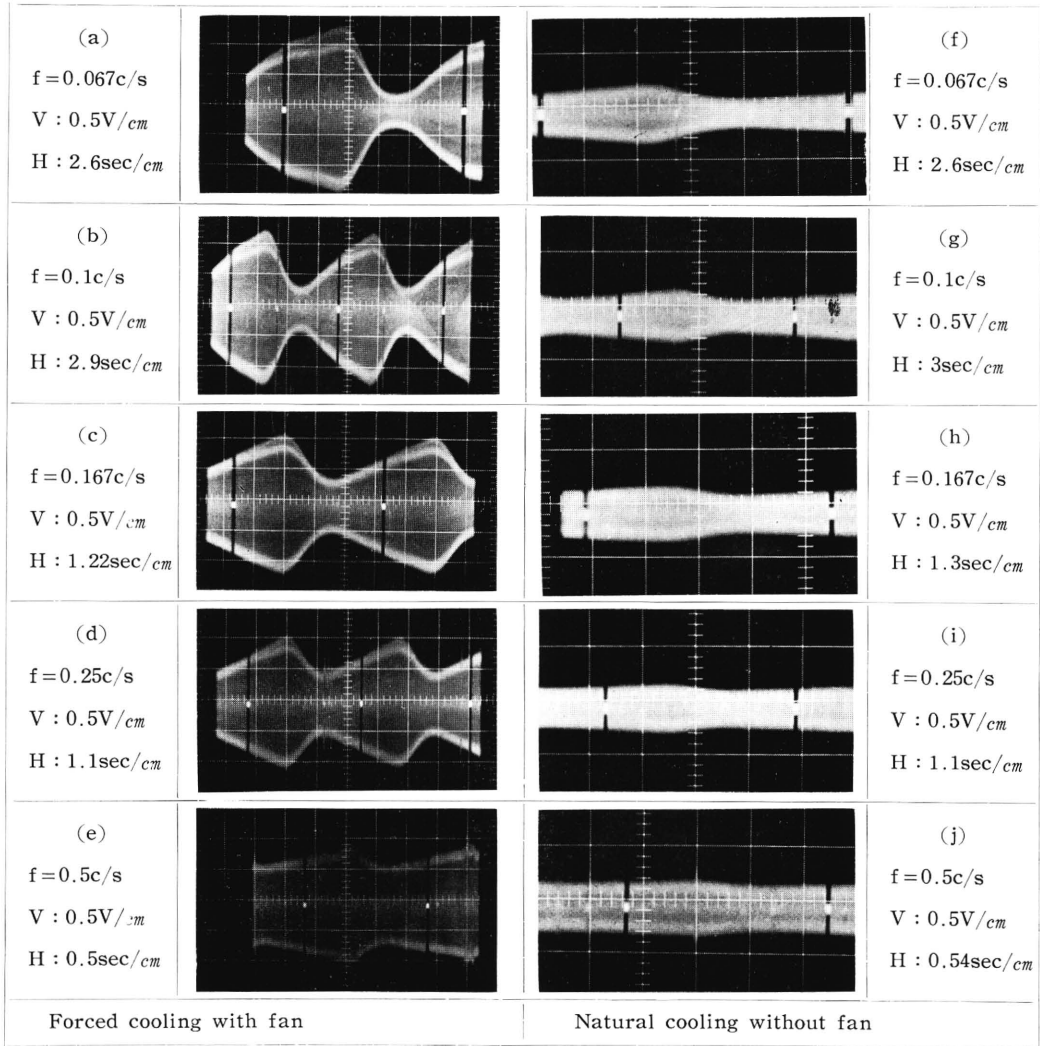 (a)
f=0.067c/s
V : 0.5V/cm
H : 2.6sec/cm
(f)
f=0.067c/s
V : 0.5V/cm
H : 2.6sec/cm
(b)
f=0.1c/s
V : 0.5V/cm
H : 2.9sec/cm
(g)
f=0.1c/s
V : 0.5V/cm
H : 3sec/cm
(c)
f=0.167c/s
V : 0.5V/cm
H : 1.22sec/cm
(h)
f=0.167c/s
V : 0.5V/cm
H : 1.3sec/cm
(d)
f=0.25c/s
V : 0.5V/cm
H : 1.1sec/cm
(i)
f=0.25c/s
V : 0.5V/cm
H : 1.1sec/cm
(e)
f=0.5c/s
V : 0.5V/cm
H : 0.5sec/cm
(j)
f=0.5c/s
V : 0.5V/cm
H : 0.54sec/cm
Forced cooling with fan
Natural cooling without fan